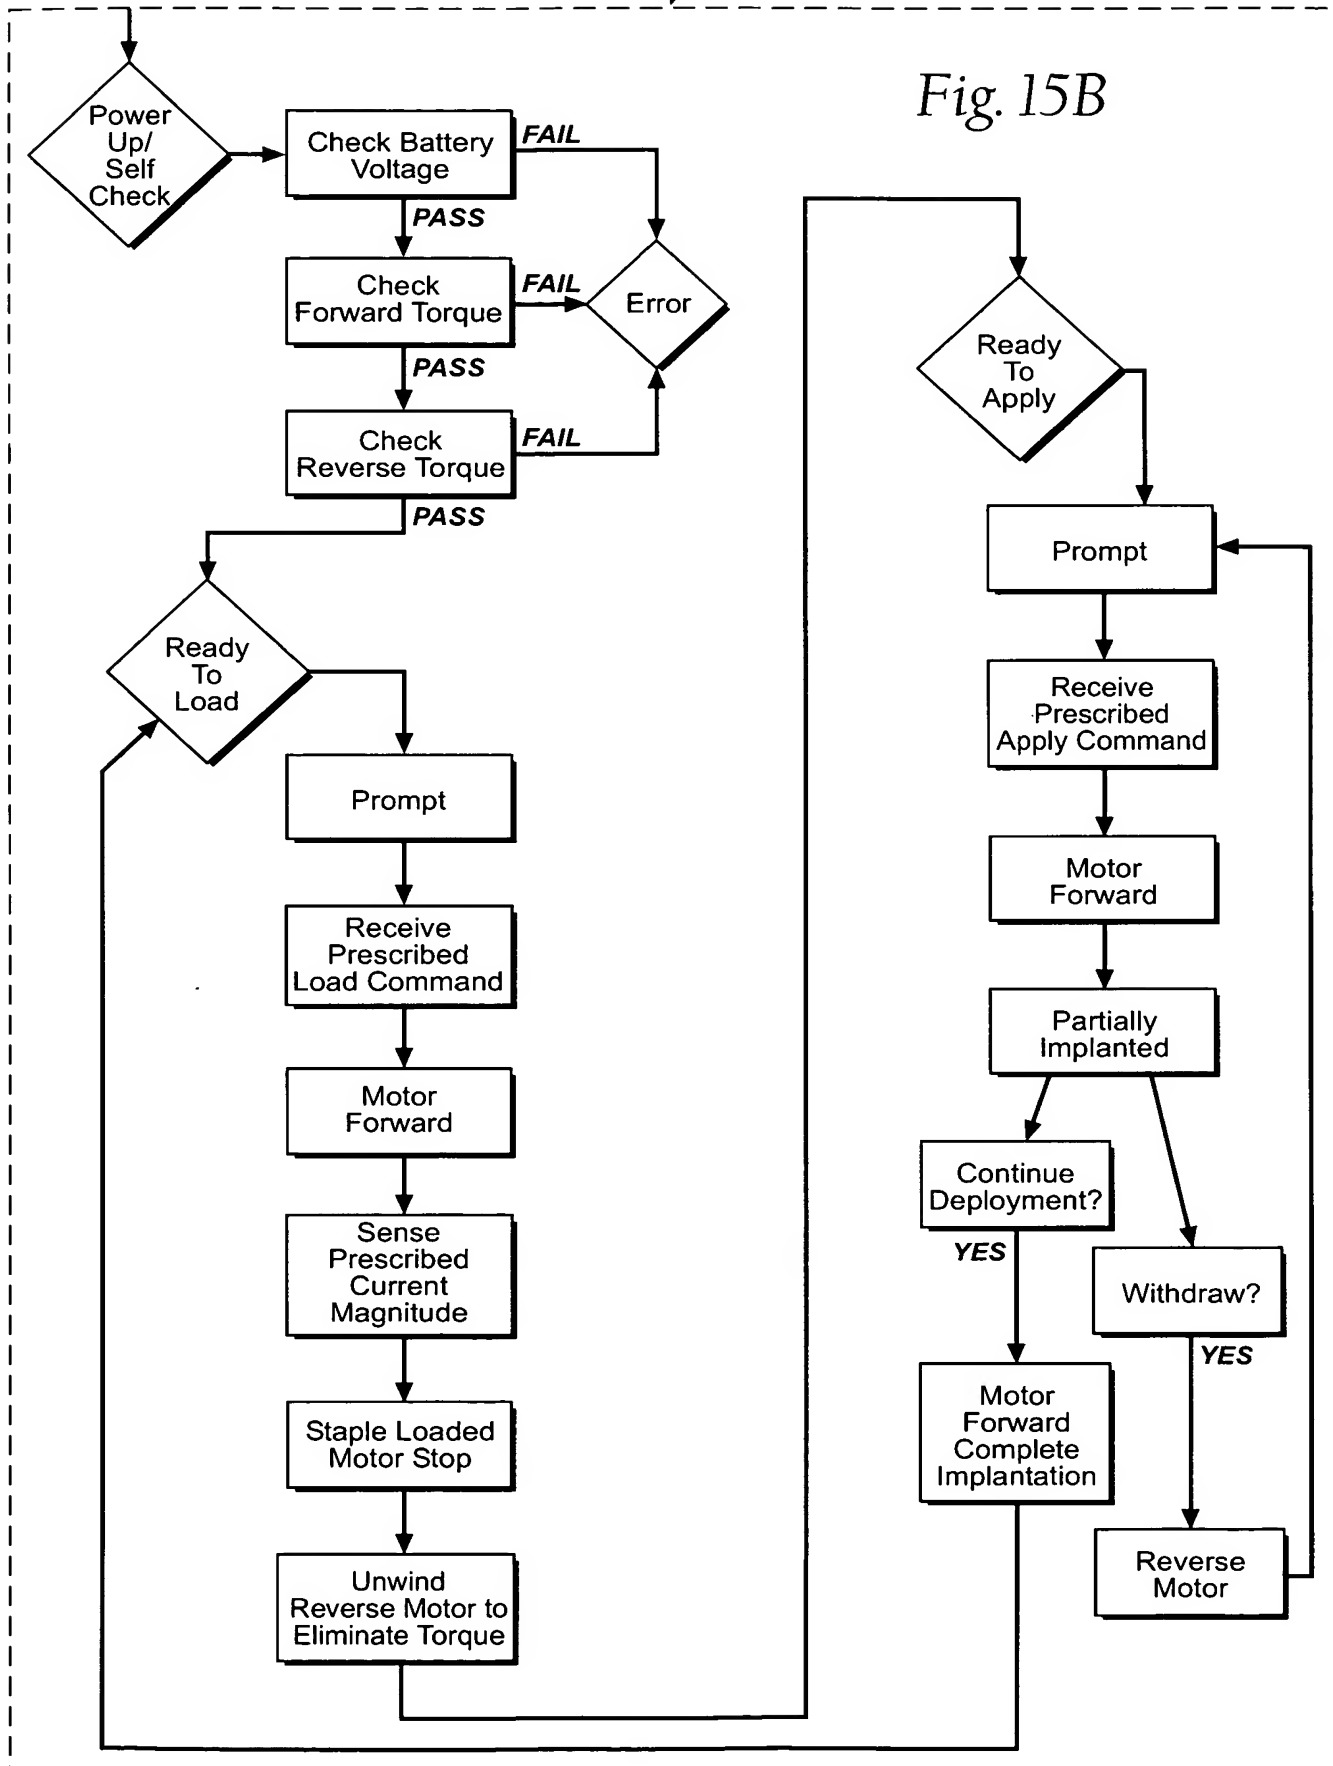 Fig. 15B
Power
Up/
Self
Check
Check Battery
Voltage
FAIL
PASS
Check
Forward Torque
FAIL
Error
PASS
Check
Reverse Torque
FAIL
PASS
Ready
To
Load
Prompt
Receive
Prescribed
Load Command
Motor
Forward
Sense
Prescribed
Current
Magnitude
Staple Loaded
Motor Stop
Unwind
Reverse Motor to
Eliminate Torque
Ready
To
Apply
Prompt
Receive
Prescribed
Apply Command
Motor
Forward
Partially
Implanted
Continue
Deployment?
YES
Motor
Forward
Complete
Implantation
Withdraw?
YES
Reverse
Motor